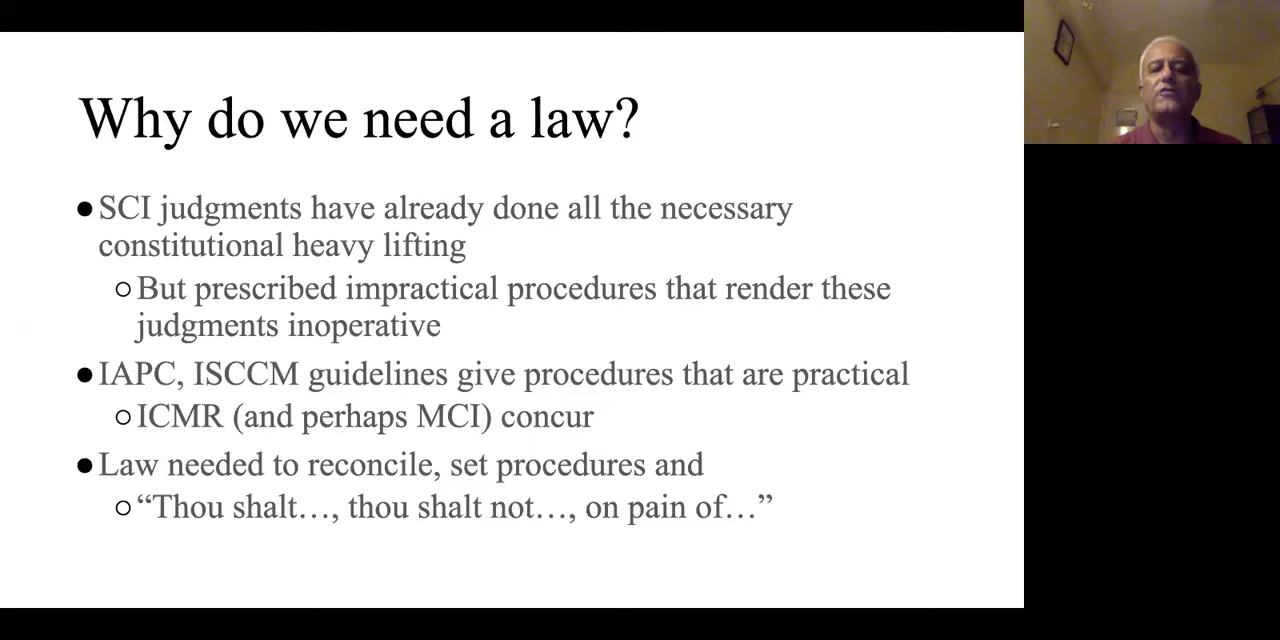 Why do we need a law?
● SCI judgments have already done all the necessary
constitutional heavy lifting
○ But prescribed impractical procedures that render these
judgments inoperative
● IAPC, ISCCM guidelines give procedures that are practical
○ ICMR (and perhaps MCI) concur
● Law needed to reconcile, set procedures and
○ “Thou shalt…, thou shalt not…, on pain of…”